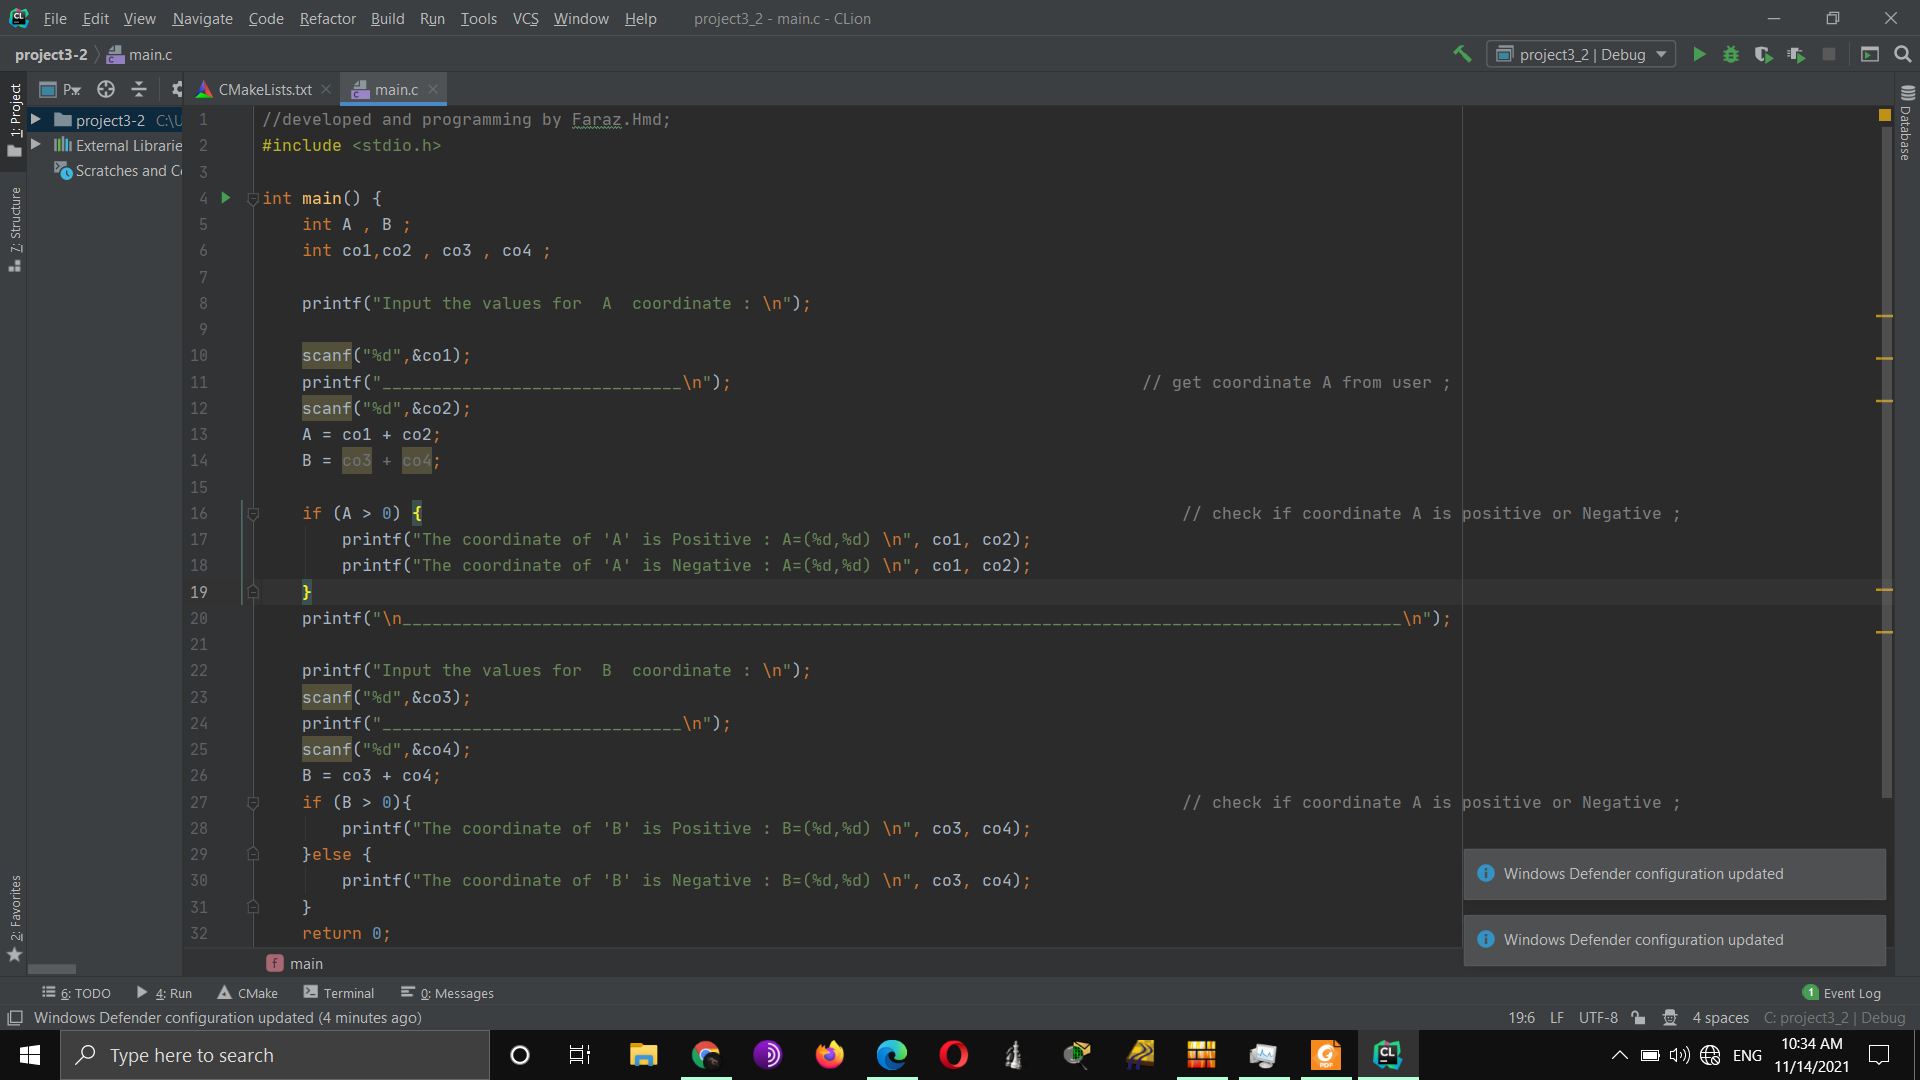 File Edit View Navigate Code Refactor Build Run Tools VCS Window Help project3_2 - main.c - CLion
project3-2 main.c project3_2 | Debug
P... CMakeLists.txt main.c
1: Project
7: Structure
2: Favorites
Database
project3-2 C:\U
External Librarie
Scratches and C
1 //developed and programming by Faraz.Hmd;
2 #include <stdio.h>
3
4 int main() {
5 int A , B ;
6 int co1,co2 , co3 , co4 ;
7
8 printf("Input the values for  A  coordinate : \n");
9
10 scanf("%d",&co1);
11 printf("______________________________\n"); // get coordinate A from user ;
12 scanf("%d",&co2);
13 A = co1 + co2;
14 B = co3 + co4;
15
16 if (A > 0) { // check if coordinate A is positive or Negative ;
17 printf("The coordinate of 'A' is Positive : A=(%d,%d) \n", co1, co2);
18 printf("The coordinate of 'A' is Negative : A=(%d,%d) \n", co1, co2);
19 }
20 printf("\n____________________________________________________________________________________________________\n");
21
22 printf("Input the values for  B  coordinate : \n");
23 scanf("%d",&co3);
24 printf("______________________________\n");
25 scanf("%d",&co4);
26 B = co3 + co4;
27 if (B > 0){ // check if coordinate A is positive or Negative ;
28 printf("The coordinate of 'B' is Positive : B=(%d,%d) \n", co3, co4);
29 }else {
30 printf("The coordinate of 'B' is Negative : B=(%d,%d) \n", co3, co4);
31 }
32 return 0;
Windows Defender configuration updated
Windows Defender configuration updated
f main
6: TODO 4: Run CMake Terminal 0: Messages 1 Event Log
Windows Defender configuration updated (4 minutes ago) 19:6 LF UTF-8 4 spaces C: project3_2 | Debug
Type here to search ENG 10:34 AM
11/14/2021